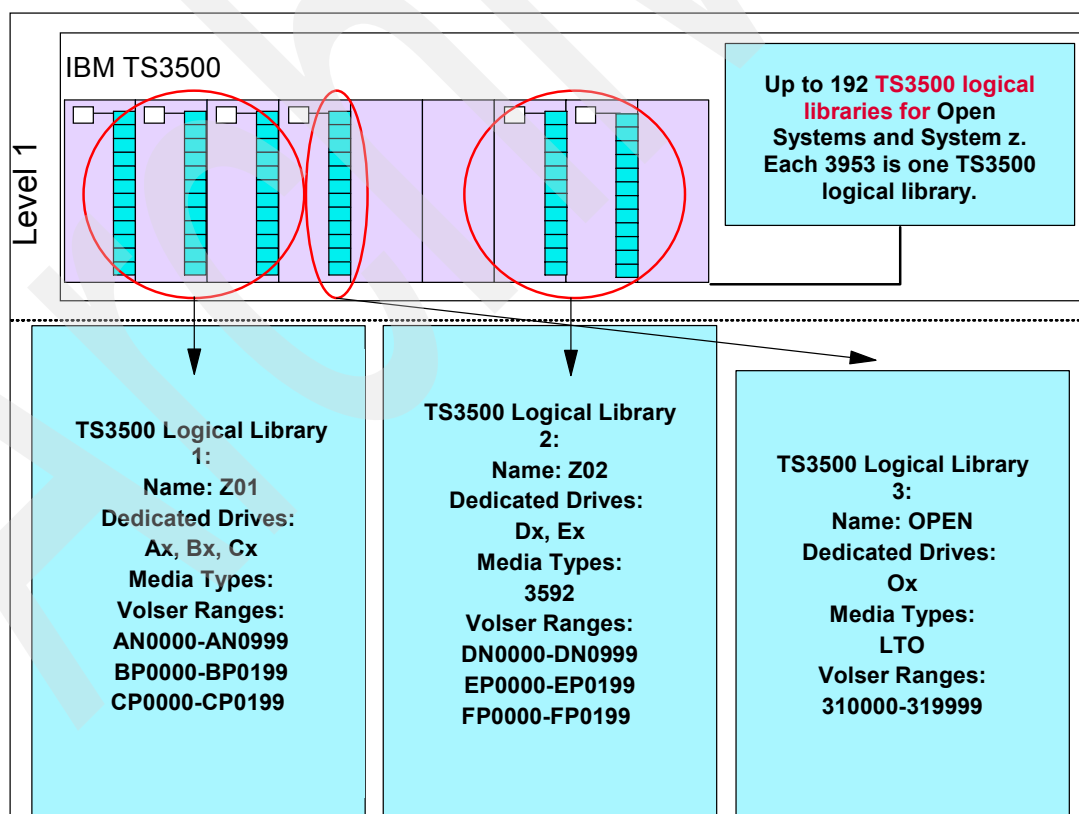 IBM TS3500
Level 1
Up to 192 TS3500 logical
libraries for Open
Systems and System z.
Each 3953 is one TS3500
logical library.
TS3500 Logical Library
1:
Name: Z01
Dedicated Drives:
Ax, Bx, Cx
Media Types:
Volser Ranges:
AN0000-AN0999
BP0000-BP0199
CP0000-CP0199
TS3500 Logical Library
2:
Name: Z02
Dedicated Drives:
Dx, Ex
Media Types:
3592
Volser Ranges:
DN0000-DN0999
EP0000-EP0199
FP0000-FP0199
TS3500 Logical Library
3:
Name: OPEN
Dedicated Drives:
Ox
Media Types:
LTO
Volser Ranges:
310000-319999